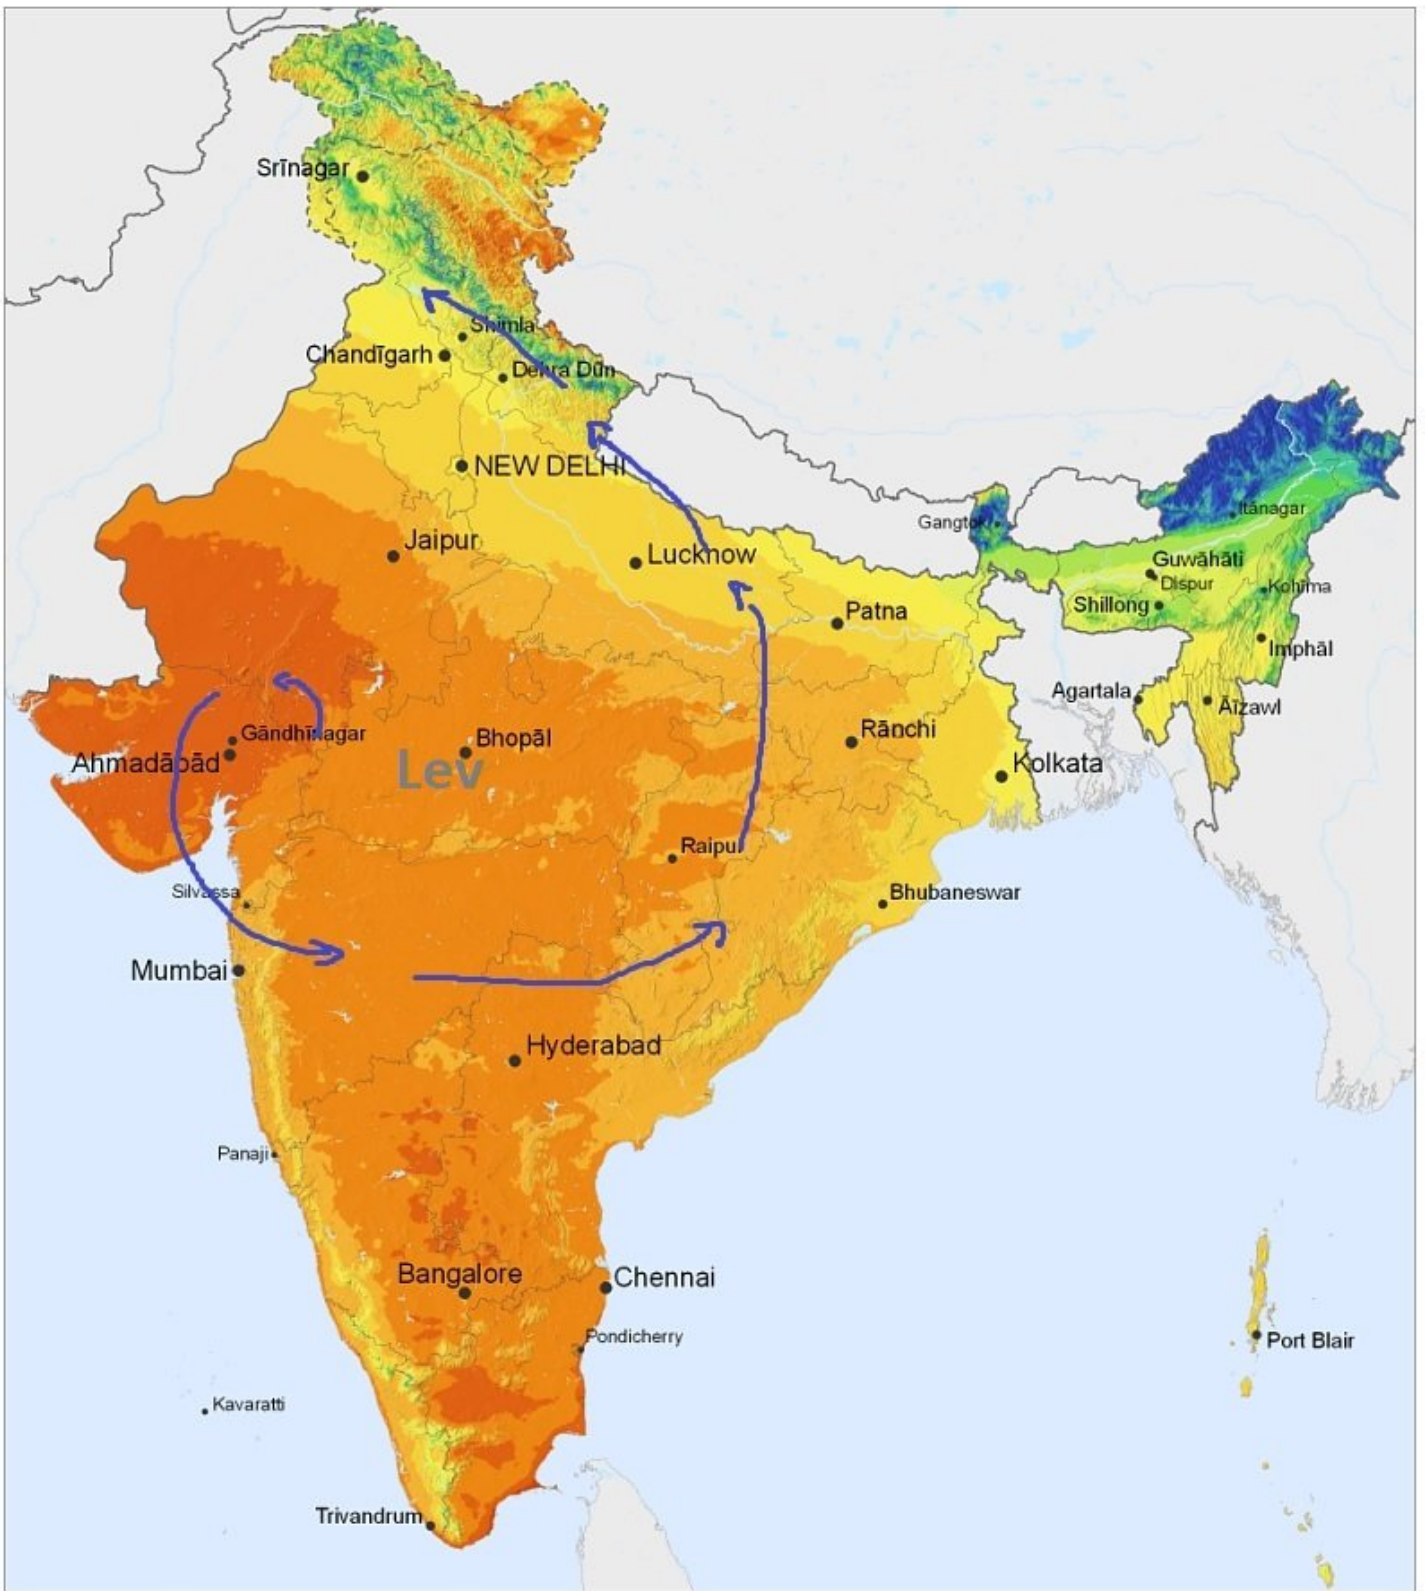 Srīnagar
Shimla
Chandīgarh
Dehra Dūn
NEW DELHI
Jaipur
Lucknow
Gangtok
Itānagar
Guwāhāti
Dispur
Kohīma
Shillong
Patna
Imphāl
Agartala
Āīzawl
Gāndhīnagar
Ahmadābād
Bhopāl
Lev
Rānchi
Kolkata
Raipur
Silvassa
Bhubaneswar
Mumbai
Hyderabad
Panaji
Bangalore
Chennai
Pondicherry
Port Blair
Kavaratti
Trivandrum